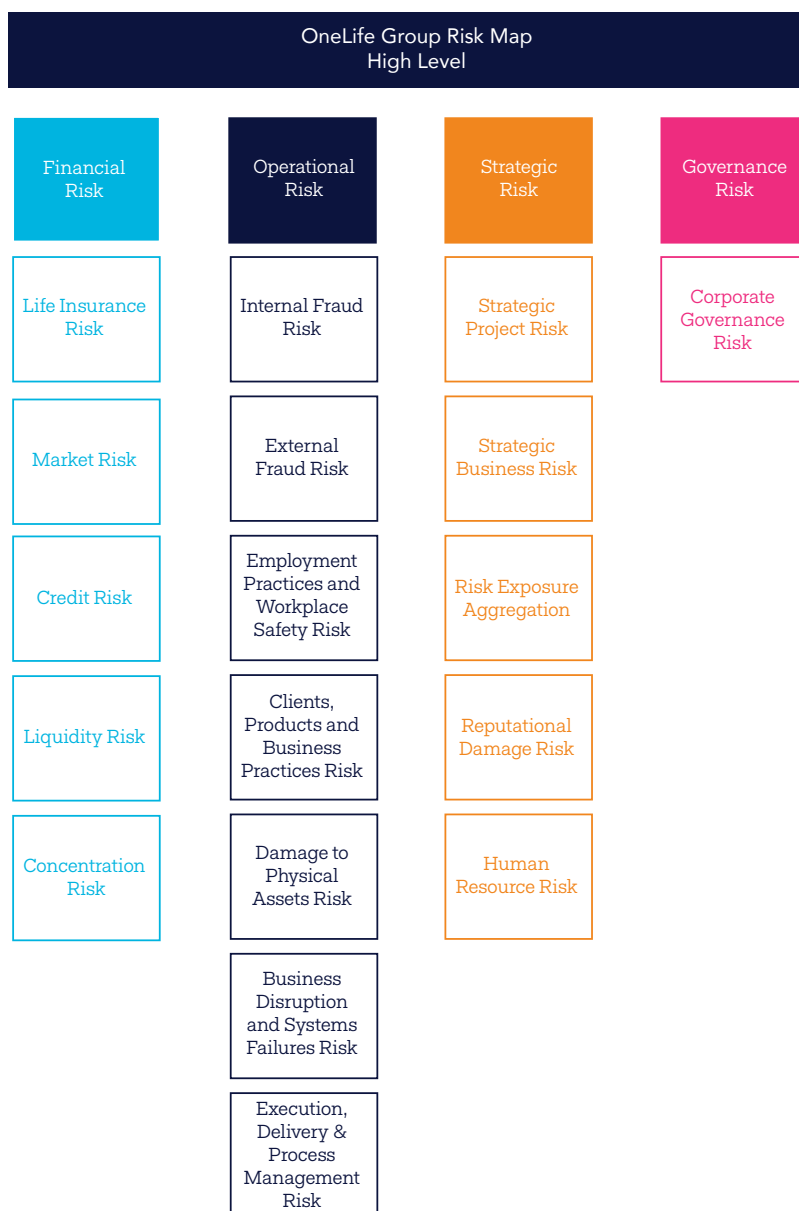 OneLife Group Risk Map
High Level
Financial
Risk
Operational
Risk
Strategic
Risk
Governance
Risk
Life Insurance
Risk
Internal Fraud
Risk
Strategic
Project Risk
Corporate
Governance
Risk
Market Risk
External
Fraud Risk
Strategic
Business Risk
Credit Risk
Employment
Practices and
Workplace
Safety Risk
Risk Exposure
Aggregation
Liquidity Risk
Clients,
Products and
Business
Practices Risk
Reputational
Damage Risk
Concentration
Risk
Damage to
Physical
Assets Risk
Human
Resource Risk
Business
Disruption
and Systems
Failures Risk
Execution,
Delivery &
Process
Management
Risk